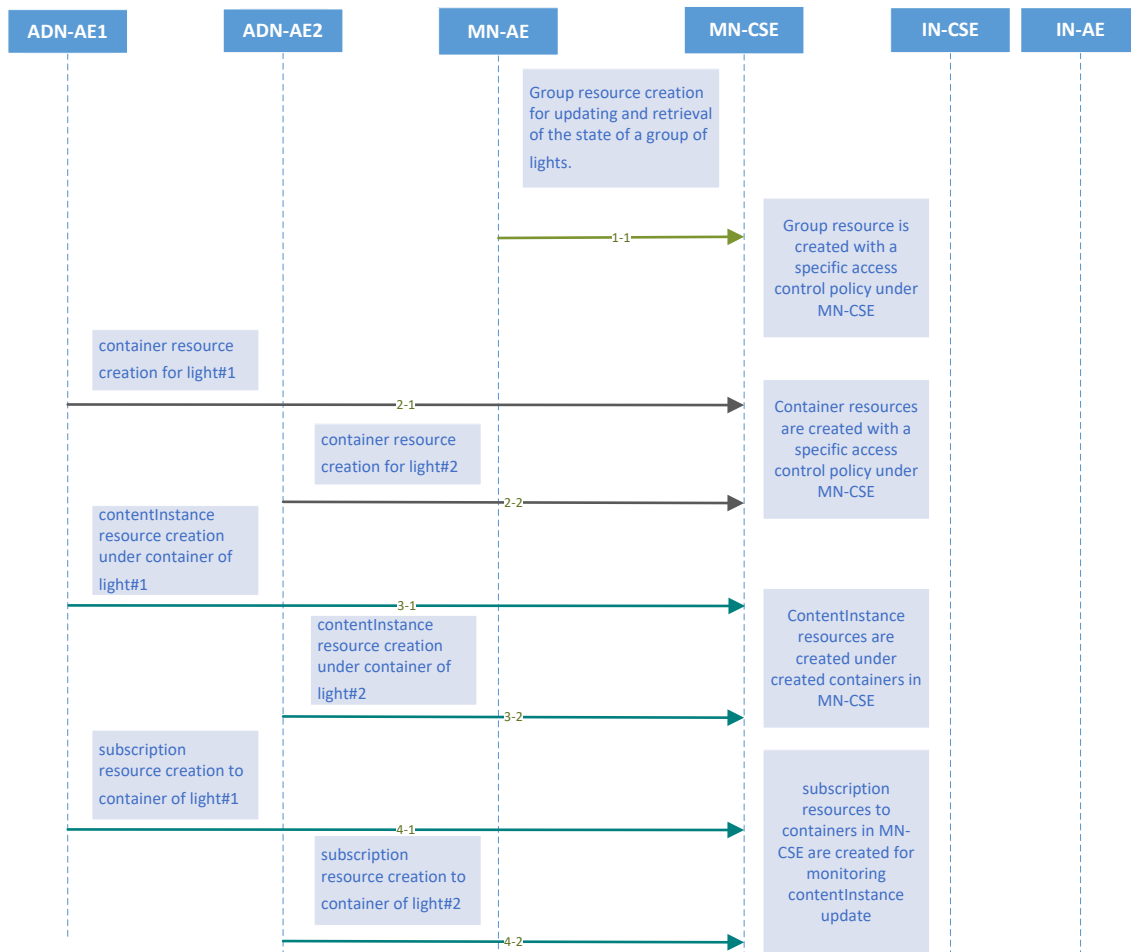 ADN-AE1
ADN-AE2
MN-AE
MN-CSE
IN-CSE
IN-AE
Group resource creation
for updating and retrieval
of the state of a group of
lights.
1-1
Group resource is
created with a
specific access
control policy under
MN-CSE
container resource
creation for light#1
2-1
Container resources
are created with a
specific access
control policy under
MN-CSE
container resource
creation for light#2
2-2
contentInstance
resource creation
under container of
light#1
3-1
ContentInstance
resources are
created under
created containers in
MN-CSE
contentInstance
resource creation
under container of
light#2
3-2
subscription
resource creation to
container of light#1
4-1
subscription
resources to
containers in MN-
CSE are created for
monitoring
contentInstance
update
subscription
resource creation to
container of light#2
4-2